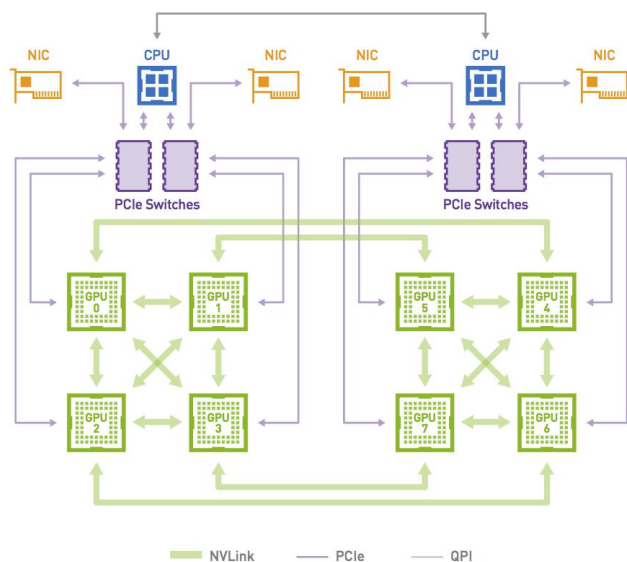 NIC
CPU
NIC
NIC
CPU
NIC
PCIe Switches
PCIe Switches
GPU
0
GPU
1
GPU
5
GPU
4
GPU
2
GPU
3
GPU
7
GPU
6
NVLink
PCIe
QPI